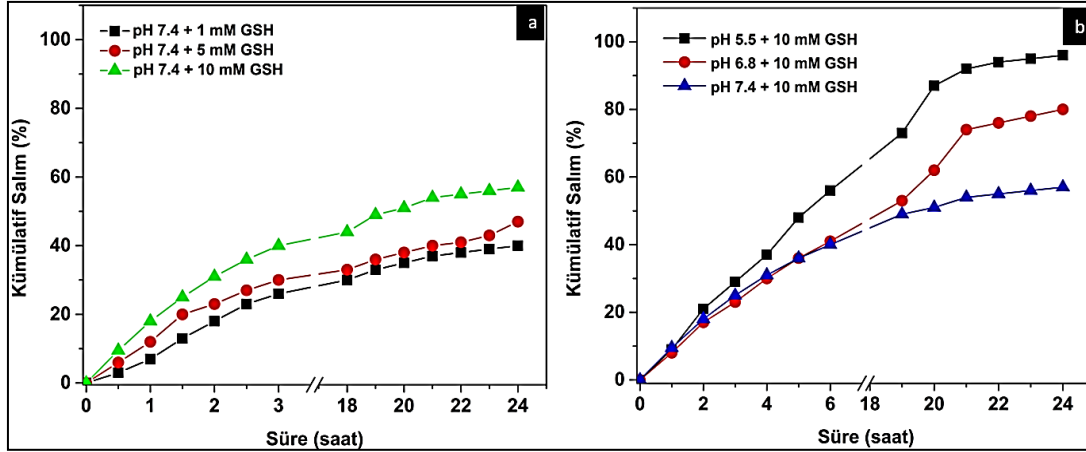 a
pH 7.4 + 1 mM GSH
pH 7.4 + 5 mM GSH
pH 7.4 + 10 mM GSH
Kümülatif Salım (%)
100
80
60
40
20
0
0 1 2 3 18 20 22 24
Süre (saat)
b
pH 5.5 + 10 mM GSH
pH 6.8 + 10 mM GSH
pH 7.4 + 10 mM GSH
Kümülatif Salım (%)
100
80
60
40
20
0
0 2 4 6 18 20 22 24
Süre (saat)